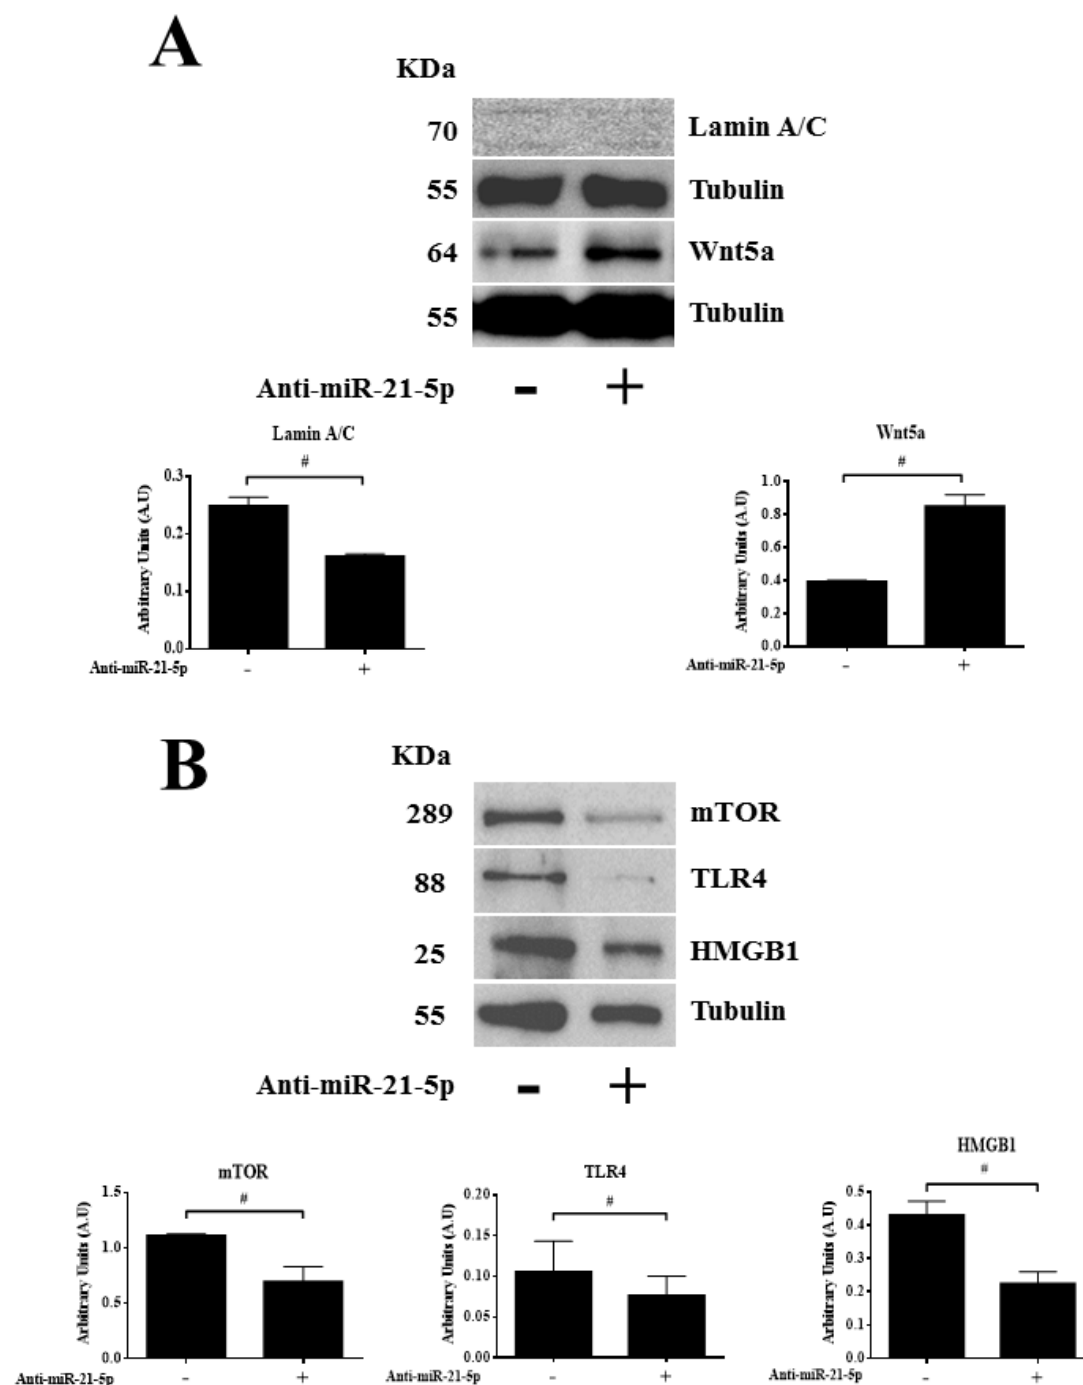 A
KDa
70 Lamin A/C
55 Tubulin
64 Wnt5a
55 Tubulin
Anti-miR-21-5p - +
Lamin A/C
#
Arbitrary Units (A.U)
0.3
0.2
0.1
0.0
Anti-miR-21-5p - +
Wnt5a
#
Arbitrary Units (A.U)
1.0
0.8
0.6
0.4
0.2
0.0
Anti-miR-21-5p - +
B
KDa
289 mTOR
88 TLR4
25 HMGB1
55 Tubulin
Anti-miR-21-5p - +
mTOR
#
Arbitrary Units (A.U)
1.5
1.0
0.5
0.0
Anti-miR-21-5p - +
TLR4
#
Arbitrary Units (A.U)
0.20
0.15
0.10
0.05
0.00
Anti-miR-21-5p - +
HMGB1
#
Arbitrary Units (A.U)
0.5
0.4
0.3
0.2
0.1
0.0
Anti-miR-21-5p - +